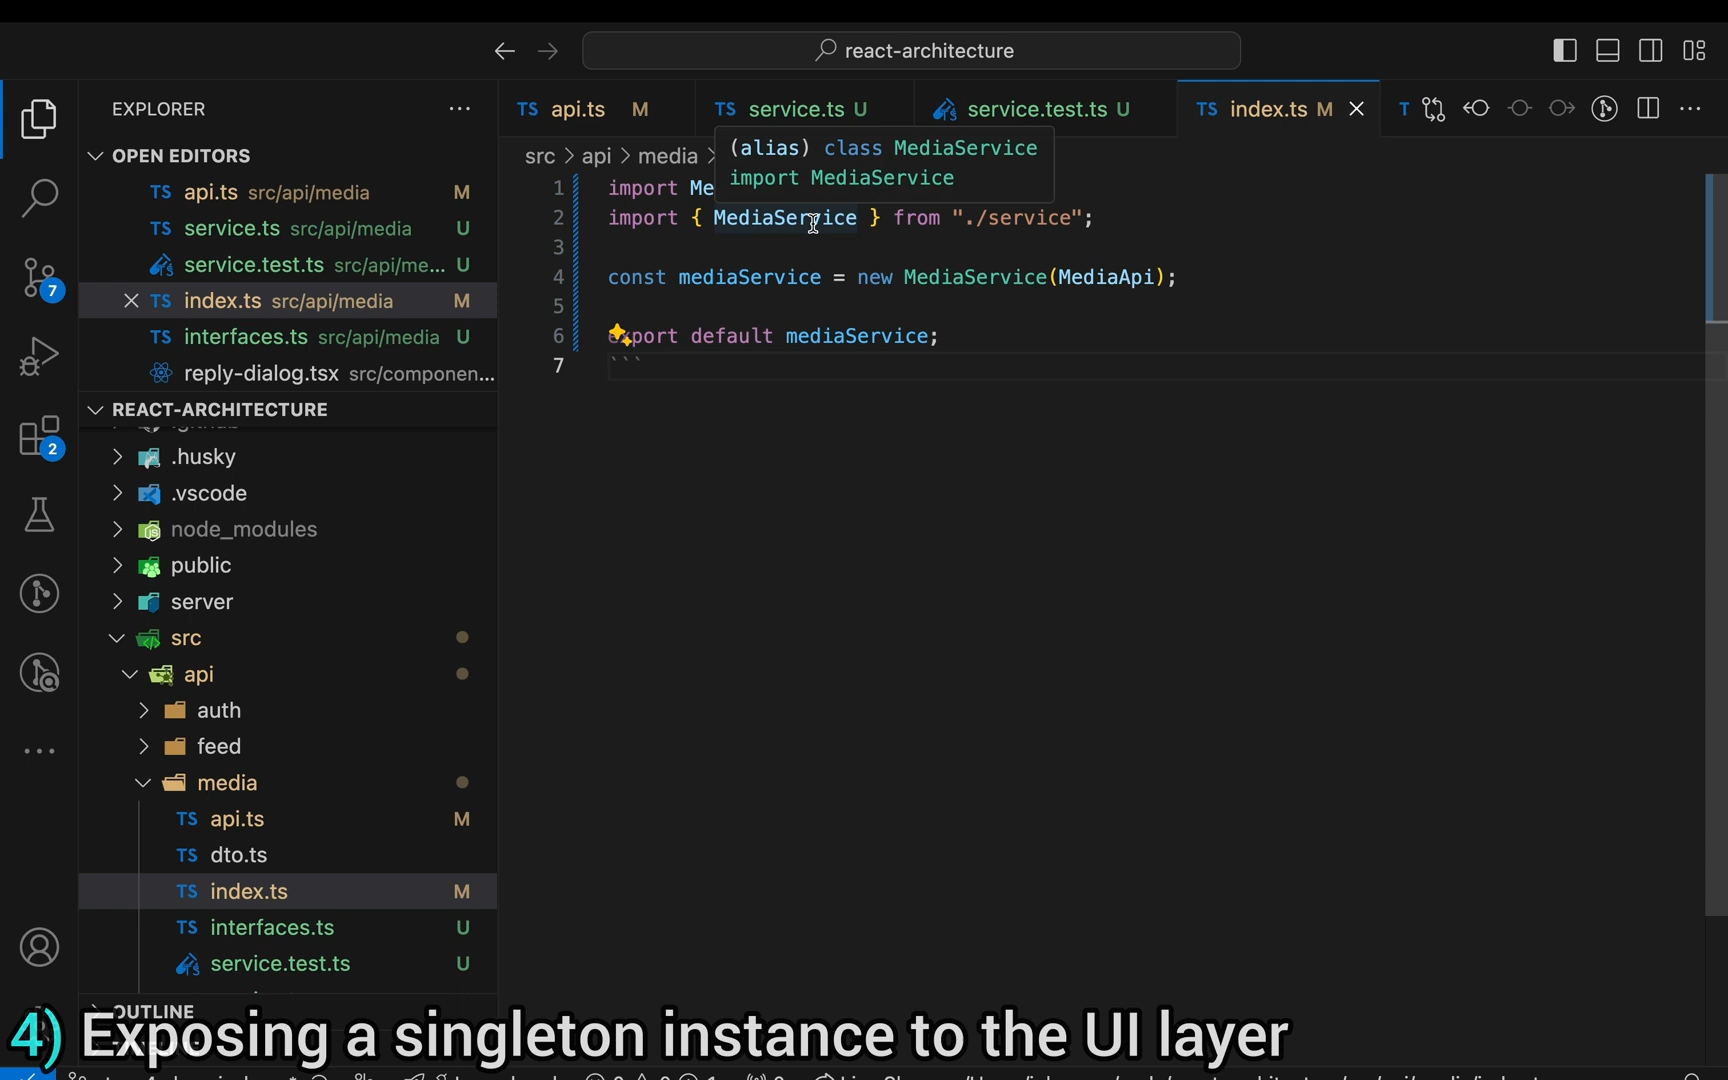 react-architecture
EXPLORER
OPEN EDITORS
TS api.ts src/api/media M
TS service.ts src/api/media U
service.test.ts src/api/me... U
TS index.ts src/api/media M
TS interfaces.ts src/api/media U
reply-dialog.tsx src/componen...
REACT-ARCHITECTURE
.husky
.vscode
node_modules
public
server
src
api
auth
feed
media
TS api.ts M
TS dto.ts
TS index.ts M
TS interfaces.ts U
service.test.ts U
OUTLINE
7
2
TS api.ts M
TS service.ts U
service.test.ts U
TS index.ts M
T
src > api > media >
(alias) class MediaService
import MediaService
1 import Me
2 import { MediaService } from "./service";
3
4 const mediaService = new MediaService(MediaApi);
5
6 export default mediaService;
7 ```
4) Exposing a singleton instance to the UI layer